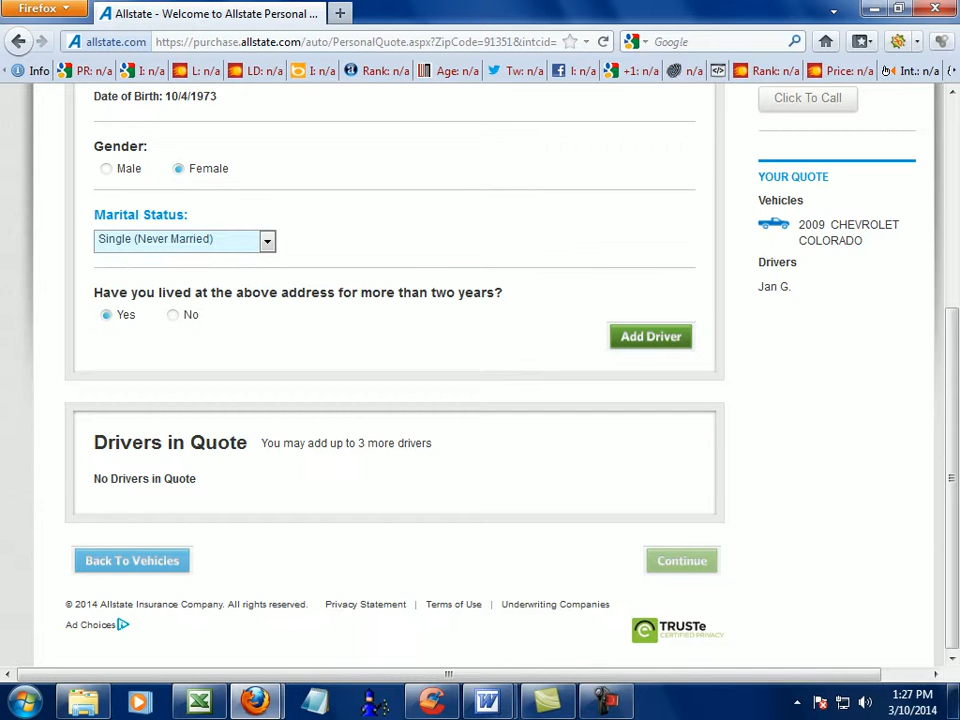 Firefox
Allstate - Welcome to Allstate Personal ...
allstate.com
https://purchase.allstate.com/auto/PersonalQuote.aspx?ZipCode=91351&intcid=
Google
Info PR: n/a I: n/a L: n/a LD: n/a I: n/a Rank: n/a Age: n/a Tw: n/a I: n/a +1: n/a n/a Rank: n/a Price: n/a Int.: n/a
Date of Birth: 10/4/1973
Click To Call
Gender:
Male Female
Marital Status:
Single (Never Married)
Have you lived at the above address for more than two years?
Yes No
Add Driver
YOUR QUOTE
Vehicles
2009 CHEVROLET
COLORADO
Drivers
Jan G.
Drivers in Quote You may add up to 3 more drivers
No Drivers in Quote
Back To Vehicles Continue
© 2014 Allstate Insurance Company. All rights reserved. Privacy Statement | Terms of Use | Underwriting Companies
Ad Choices
TRUSTe
CERTIFIED PRIVACY
1:27 PM
3/10/2014